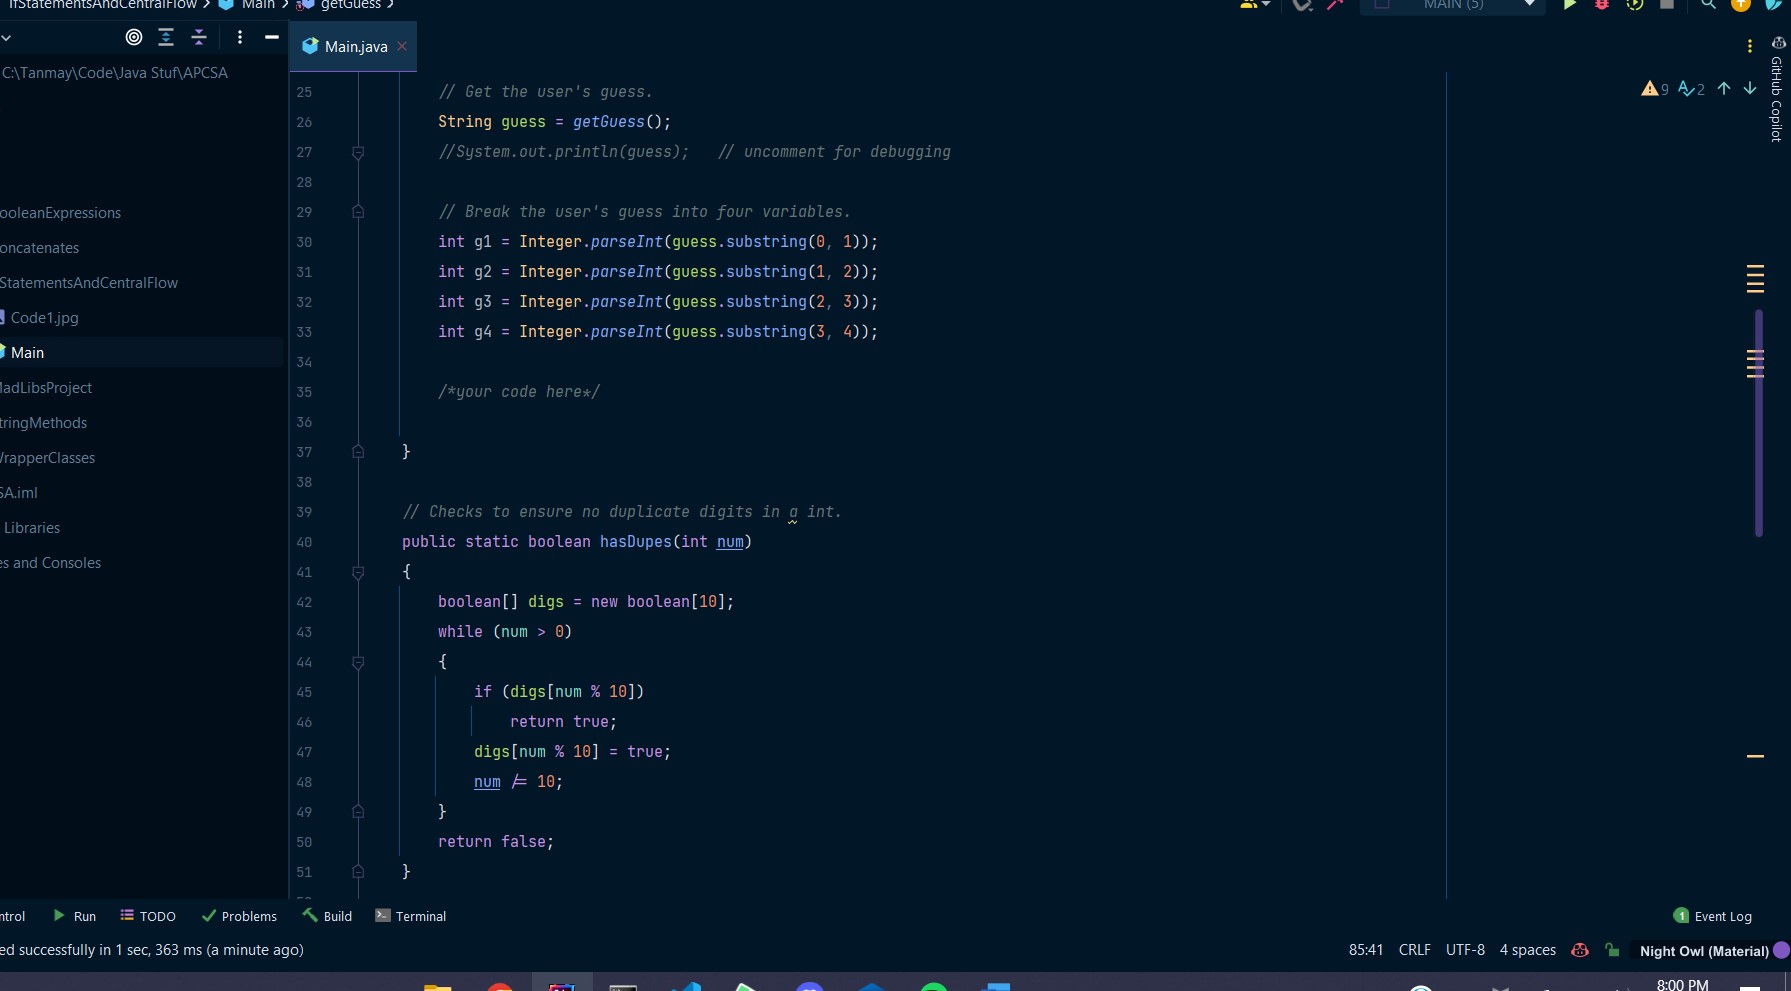 IfStatementsAndCentralFlow > Main > getGuess
MAIN (5)
Main.java
C:\Tanmay\Code\Java Stuf\APCSA
ooleanExpressions
oncatenates
StatementsAndCentralFlow
Code1.jpg
Main
MadLibsProject
tringMethods
WrapperClasses
SA.iml
Libraries
es and Consoles
9 2
GitHub Copilot
25 // Get the user's guess.
26 String guess = getGuess();
27 //System.out.println(guess); // uncomment for debugging
28
29 // Break the user's guess into four variables.
30 int g1 = Integer.parseInt(guess.substring(0, 1));
31 int g2 = Integer.parseInt(guess.substring(1, 2));
32 int g3 = Integer.parseInt(guess.substring(2, 3));
33 int g4 = Integer.parseInt(guess.substring(3, 4));
34
35 /*your code here*/
36
37 }
38
39 // Checks to ensure no duplicate digits in a int.
40 public static boolean hasDupes(int num)
41 {
42 boolean[] digs = new boolean[10];
43 while (num > 0)
44 {
45 if (digs[num % 10])
46 return true;
47 digs[num % 10] = true;
48 num /= 10;
49 }
50 return false;
51 }
ntrol Run TODO Problems Build Terminal
1 Event Log
ed successfully in 1 sec, 363 ms (a minute ago)
85:41 CRLF UTF-8 4 spaces Night Owl (Material)
8:00 PM